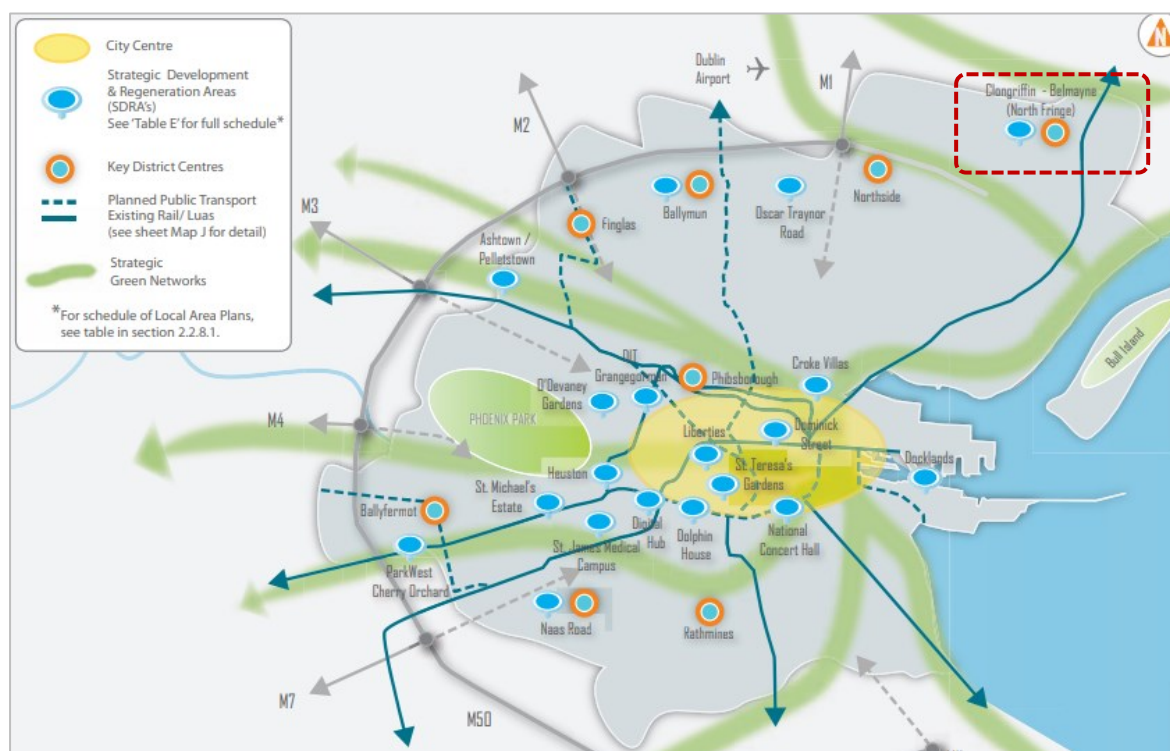 City Centre
Strategic Development
& Regeneration Areas
(SDRA's)
See 'Table E' for full schedule*
Key District Centres
Planned Public Transport
Existing Rail/ Luas
(see sheet Map J for detail)
Strategic
Green Networks
*For schedule of Local Area Plans,
see table in section 2.2.8.1.
N
Dublin
Airport
M1
M2
M3
M4
M7
M50
Clongriffin - Belmayne
(North Fringe)
Northside
Ballymun
Oscar Traynor
Road
Finglas
Ashtown /
Pelletstown
Bull Island
DIT
Grangegorman
Phibsborough
Croke Villas
O'Devaney
Gardens
PHOENIX PARK
Dominick
Street
Liberties
Docklands
St. Teresa's
Gardens
Heuston
St. Michael's
Estate
Ballyfermot
Digital
Hub
Dolphin
House
National
Concert Hall
St. James Medical
Campus
ParkWest
Cherry Orchard
Naas Road
Rathmines